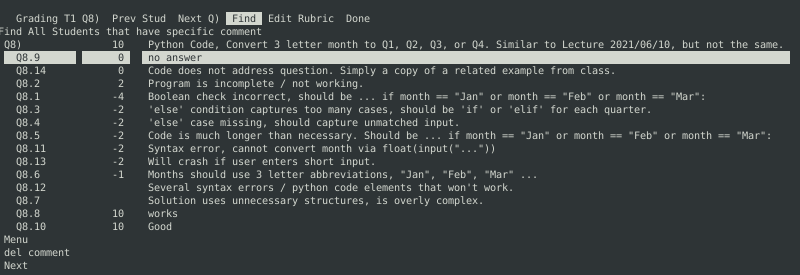 Grading T1 Q8) Prev Stud Next Q) Find Edit Rubric Done
Find All Students that have specific comment
Q8) 10 Python Code, Convert 3 letter month to Q1, Q2, Q3, or Q4. Similar to Lecture 2021/06/10, but not the same.
Q8.9 0 no answer
Q8.14 0 Code does not address question. Simply a copy of a related example from class.
Q8.2 2 Program is incomplete / not working.
Q8.1 -4 Boolean check incorrect, should be ... if month == "Jan" or month == "Feb" or month == "Mar":
Q8.3 -2 'else' condition captures too many cases, should be 'if' or 'elif' for each quarter.
Q8.4 -2 'else' case missing, should capture unmatched input.
Q8.5 -2 Code is much longer than necessary. Should be ... if month == "Jan" or month == "Feb" or month == "Mar":
Q8.11 -2 Syntax error, cannot convert month via float(input("..."))
Q8.13 -2 Will crash if user enters short input.
Q8.6 -1 Months should use 3 letter abbreviations, "Jan", "Feb", "Mar" ...
Q8.12 Several syntax errors / python code elements that won't work.
Q8.7 Solution uses unnecessary structures, is overly complex.
Q8.8 10 works
Q8.10 10 Good
Menu
del comment
Next